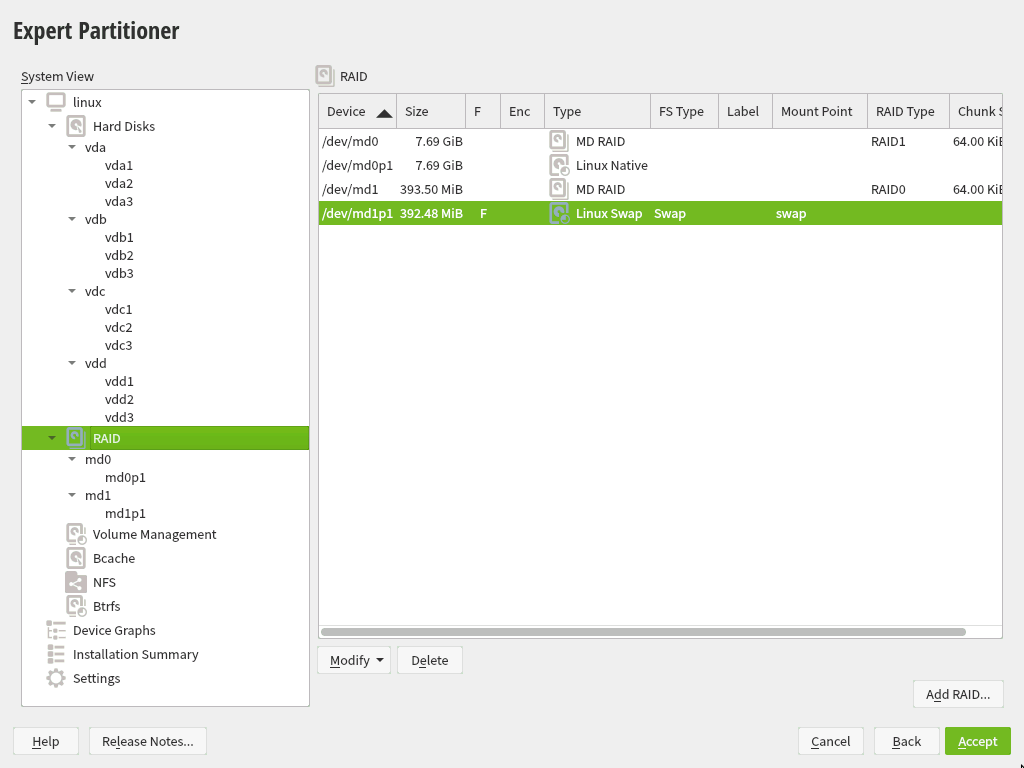 Expert Partitioner
System View
linux
Hard Disks
vda
vda1
vda2
vda3
vdb
vdb1
vdb2
vdb3
vdc
vdc1
vdc2
vdc3
vdd
vdd1
vdd2
vdd3
RAID
md0
md0p1
md1
md1p1
Volume Management
Bcache
NFS
Btrfs
Device Graphs
Installation Summary
Settings
RAID
Device Size F Enc Type FS Type Label Mount Point RAID Type Chunk S
/dev/md0 7.69 GiB MD RAID RAID1 64.00 KiB
/dev/md0p1 7.69 GiB Linux Native
/dev/md1 393.50 MiB MD RAID RAID0 64.00 KiB
/dev/md1p1 392.48 MiB F Linux Swap Swap swap
Modify Delete
Add RAID...
Help Release Notes... Cancel Back Accept